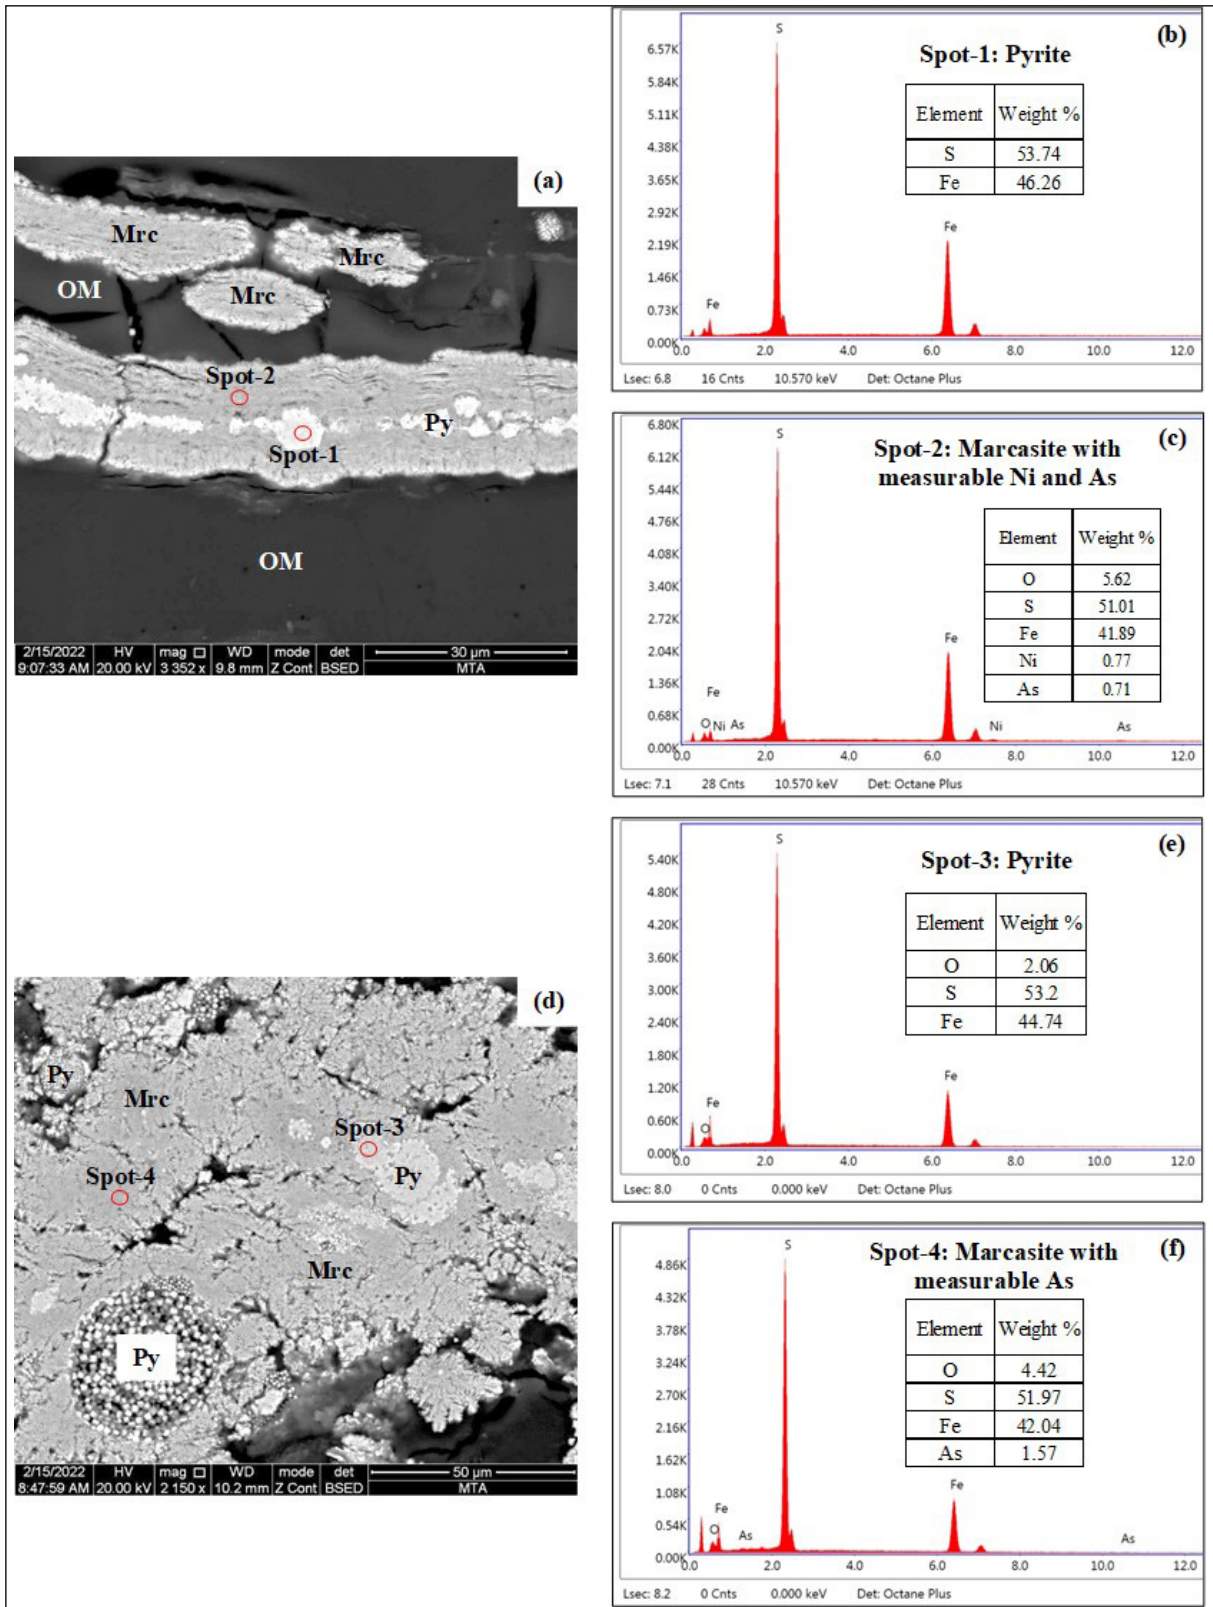 (a)
Mrc
Mrc
Mrc
OM
Spot-2
Py
Spot-1
OM
2/15/2022 HV mag □ WD mode det 30 µm
9:07:33 AM 20.00 kV 3 352 x 9.8 mm Z Cont BSED MTA
(b)
Spot-1: Pyrite
Element Weight %
S 53.74
Fe 46.26
S
Fe
Fe
6.57K
5.84K
5.11K
4.38K
3.65K
2.92K
2.19K
1.46K
0.73K
0.00K
0.0 2.0 4.0 6.0 8.0 10.0 12.0
Lsec: 6.8 16 Cnts 10.570 keV Det: Octane Plus
(c)
Spot-2: Marcasite with
measurable Ni and As
Element Weight %
O 5.62
S 51.01
Fe 41.89
Ni 0.77
As 0.71
S
Fe
Fe
O Ni As Ni As
6.80K
6.12K
5.44K
4.76K
4.08K
3.40K
2.72K
2.04K
1.36K
0.68K
0.00K
0.0 2.0 4.0 6.0 8.0 10.0 12.0
Lsec: 7.1 28 Cnts 10.570 keV Det: Octane Plus
(d)
Py
Mrc
Spot-3
Spot-4
Py
Mrc
Py
2/15/2022 HV mag □ WD mode det 50 µm
8:47:59 AM 20.00 kV 2 150 x 10.2 mm Z Cont BSED MTA
(e)
Spot-3: Pyrite
Element Weight %
O 2.06
S 53.2
Fe 44.74
S
Fe
Fe
O
5.40K
4.80K
4.20K
3.60K
3.00K
2.40K
1.80K
1.20K
0.60K
0.00K
0.0 2.0 4.0 6.0 8.0 10.0 12.0
Lsec: 8.0 0 Cnts 0.000 keV Det: Octane Plus
(f)
Spot-4: Marcasite with
measurable As
Element Weight %
O 4.42
S 51.97
Fe 42.04
As 1.57
S
Fe
Fe
O As As
4.86K
4.32K
3.78K
3.24K
2.70K
2.16K
1.62K
1.08K
0.54K
0.00K
0.0 2.0 4.0 6.0 8.0 10.0 12.0
Lsec: 8.2 0 Cnts 0.000 keV Det: Octane Plus